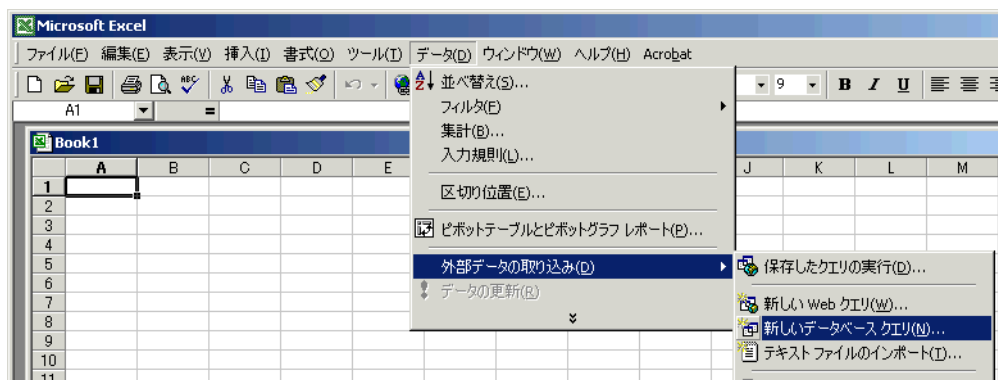 Microsoft Excel
ファイル(F) 編集(E) 表示(V) 挿入(I) 書式(O) ツール(T) データ(D) ウィンドウ(W) ヘルプ(H) Acrobat
9 B I U
A1 =
Book1
A B C D E J K L M
1
2
3
4
5
6
7
8
9
10
11
並べ替え(S)...
フィルタ(F)
集計(B)...
入力規則(L)...
区切り位置(E)...
ピボットテーブルとピボットグラフ レポート(P)...
外部データの取り込み(D)
データの更新(R)
保存したクエリの実行(D)...
新しい Web クエリ(W)...
新しいデータベース クエリ(N)...
テキスト ファイルのインポート(T)...